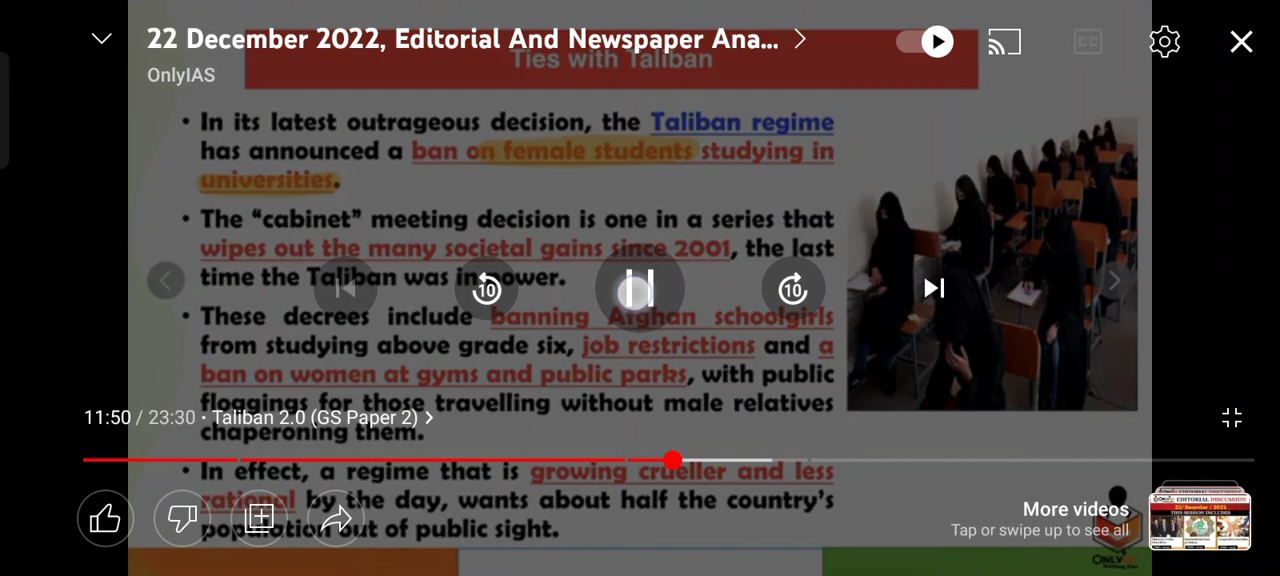 22 December 2022, Editorial And Newspaper Ana...
OnlyIAS
CC
Ties with Taliban
• In its latest outrageous decision, the Taliban regime
has announced a ban on female students studying in
universities.
• The “cabinet” meeting decision is one in a series that
wipes out the many societal gains since 2001, the last
time the Taliban was in power.
10
10
• These decrees include banning Afghan schoolgirls
from studying above grade six, job restrictions and a
ban on women at gyms and public parks, with public
floggings for those travelling without male relatives
chaperoning them.
11:50 / 23:30 · Taliban 2.0 (GS Paper 2)
• In effect, a regime that is growing crueller and less
rational by the day, wants about half the country’s
population out of public sight.
More videos
Tap or swipe up to see all
EDITORIAL DISCUSSION